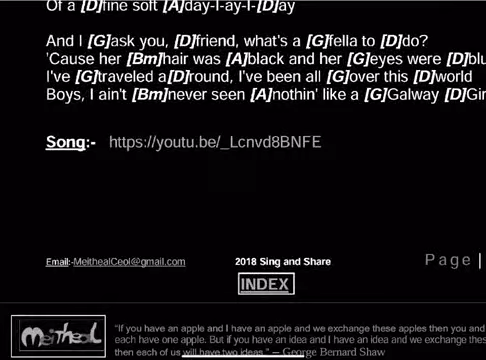 Of a [D]fine soft [A]day-I-ay-I-[D]ay
And I [G]ask you, [D]friend, what's a [G]fella to [D]do?
'Cause her [Bm]hair was [A]black and her [G]eyes were [D]blu
I've [G]traveled a[D]round, I've been all [G]over this [D]world
Boys, I ain't [Bm]never seen [A]nothin' like a [G]Galway [D]Gir
Song:- https://youtu.be/_Lcnvd8BNFE
Email:-MeithealCeol@gmail.com 2018 Sing and Share Page |
INDEX
Meitheal
"If you have an apple and I have an apple and we exchange these apples then you and
each have one apple. But if you have an idea and I have an idea and we exchange thes
then each of us will have two ideas." — George Bernard Shaw